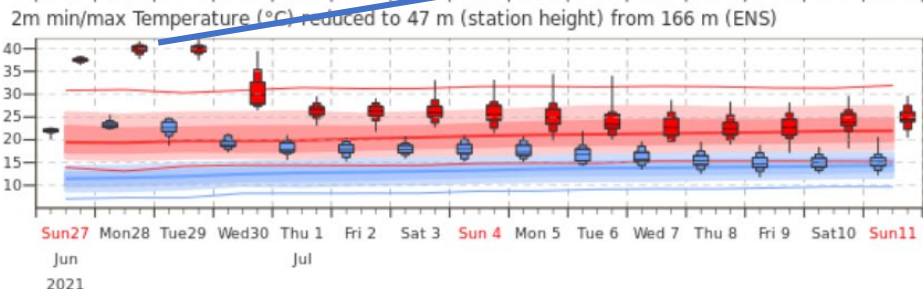 2m min/max Temperature (°C) reduced to 47 m (station height) from 166 m (ENS)
40
35
30
25
20
15
10
Sun27 Mon28 Tue29 Wed30 Thu 1 Fri 2 Sat 3 Sun 4 Mon 5 Tue 6 Wed 7 Thu 8 Fri 9 Sat10 Sun11
Jun Jul
2021